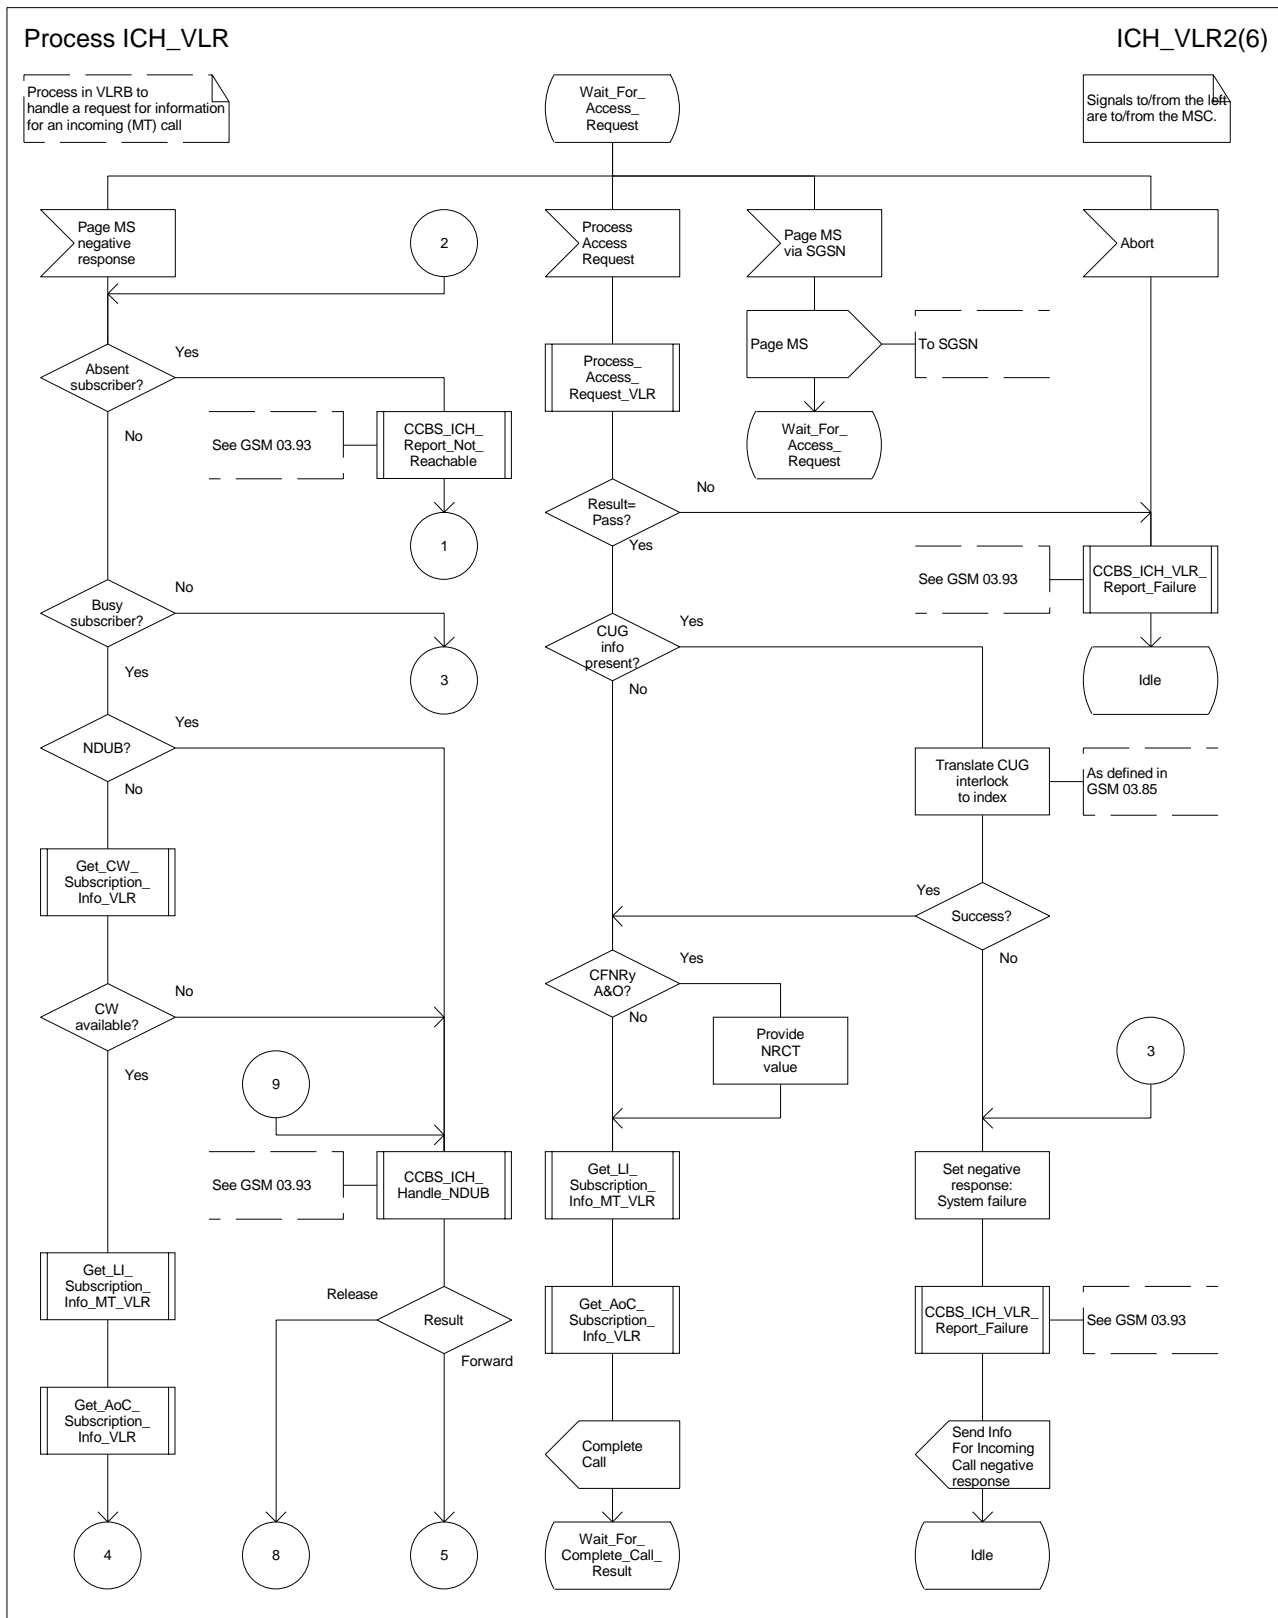 Process ICH_VLR
ICH_VLR2(6)
Process in VLRB to
handle a request for information
for an incoming (MT) call
Wait_For_
Access_
Request
Signals to/from the left
are to/from the MSC.
Page MS
negative
response
2
Process
Access
Request
Page MS
via SGSN
Abort
Absent
subscriber?
Yes
No
See GSM 03.93
CCBS_ICH_
Report_Not_
Reachable
1
Process_
Access_
Request_VLR
Page MS
To SGSN
Wait_For_
Access_
Request
Result=
Pass?
No
Yes
See GSM 03.93
CCBS_ICH_VLR_
Report_Failure
Idle
Busy
subscriber?
No
Yes
3
CUG
info
present?
Yes
No
NDUB?
Yes
No
Translate CUG
interlock
to index
As defined in
GSM 03.85
Get_CW_
Subscription_
Info_VLR
Success?
Yes
No
CW
available?
No
Yes
CFNRy
A&O?
Yes
No
Provide
NRCT
value
3
9
See GSM 03.93
CCBS_ICH_
Handle_NDUB
Get_LI_
Subscription_
Info_MT_VLR
Set negative
response:
System failure
Get_LI_
Subscription_
Info_MT_VLR
Result
Release
Forward
Get_AoC_
Subscription_
Info_VLR
CCBS_ICH_VLR_
Report_Failure
See GSM 03.93
Get_AoC_
Subscription_
Info_VLR
Complete
Call
Send Info
For Incoming
Call negative
response
4
8
5
Wait_For_
Complete_Call_
Result
Idle